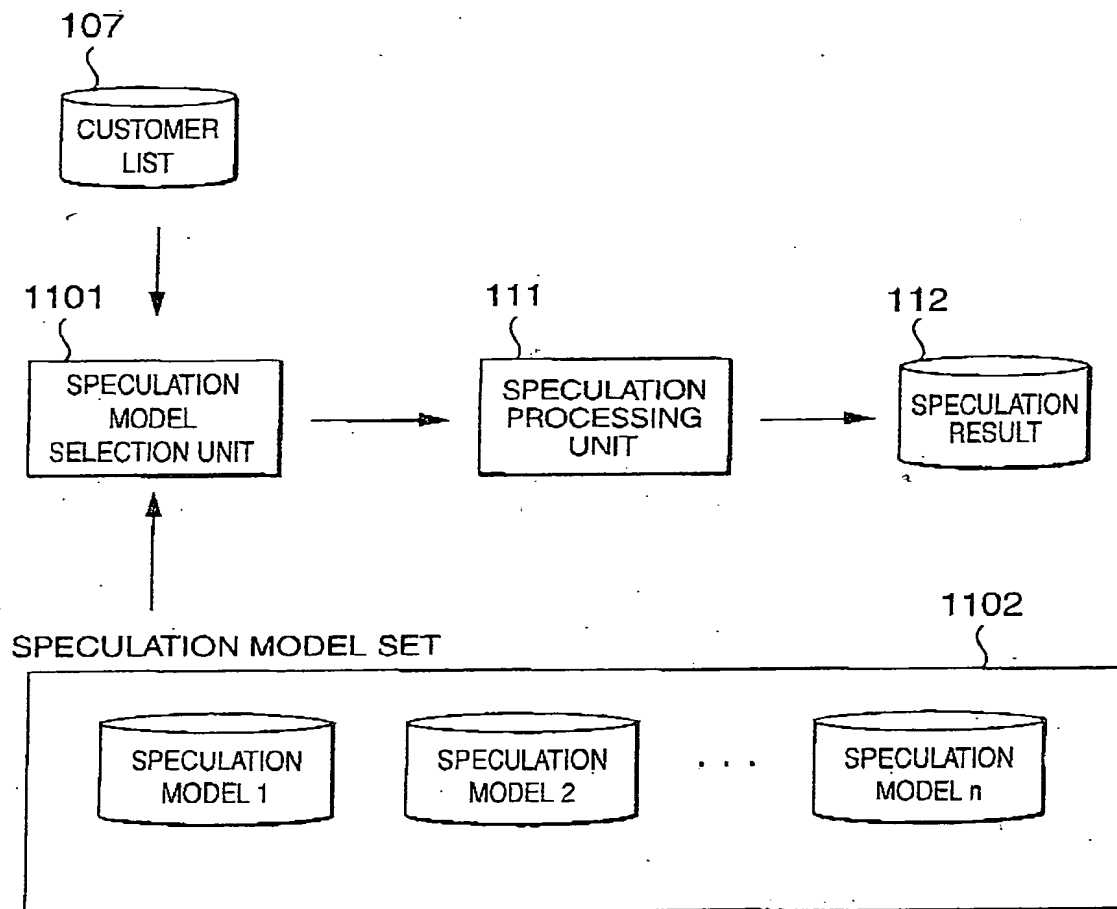 107
CUSTOMER
LIST
1101
SPECULATION
MODEL
SELECTION UNIT
111
SPECULATION
PROCESSING
UNIT
112
SPECULATION
RESULT
SPECULATION MODEL SET
1102
SPECULATION
MODEL 1
SPECULATION
MODEL 2
. . .
SPECULATION
MODEL n